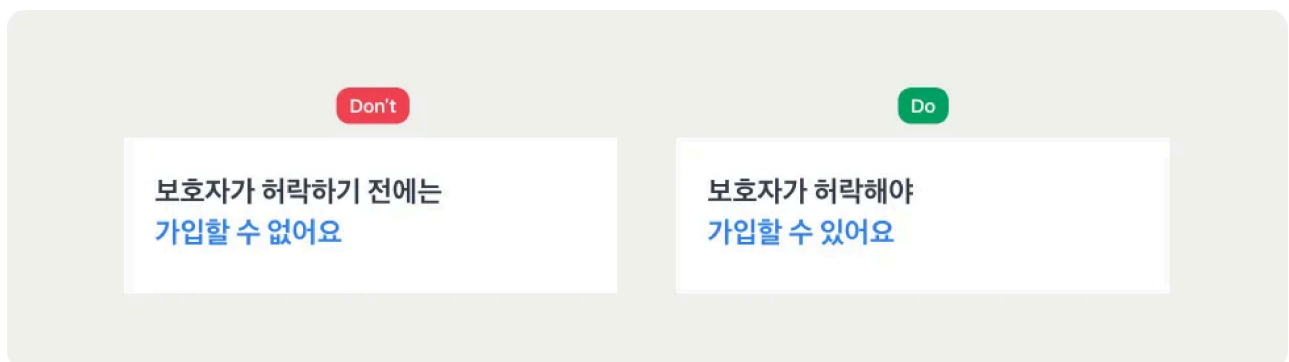 Don't
보호자가 허락하기 전에는
가입할 수 없어요
Do
보호자가 허락해야
가입할 수 있어요